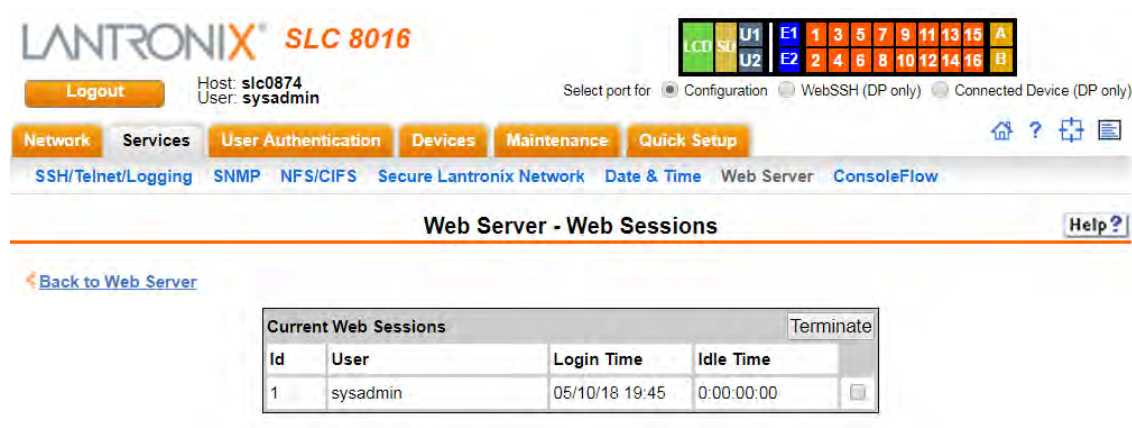 LANTRONIX® SLC 8016
LCD SD U1 E1 1 3 5 7 9 11 13 15 A
U2 E2 2 4 6 8 10 12 14 16 B
Logout
Host: slc0874
User: sysadmin
Select port for Configuration WebSSH (DP only) Connected Device (DP only)
Network Services User Authentication Devices Maintenance Quick Setup
?
SSH/Telnet/Logging SNMP NFS/CIFS Secure Lantronix Network Date & Time Web Server ConsoleFlow
Web Server - Web Sessions
Help?
Back to Web Server
Current Web Sessions Terminate
Id User Login Time Idle Time
1 sysadmin 05/10/18 19:45 0:00:00:00